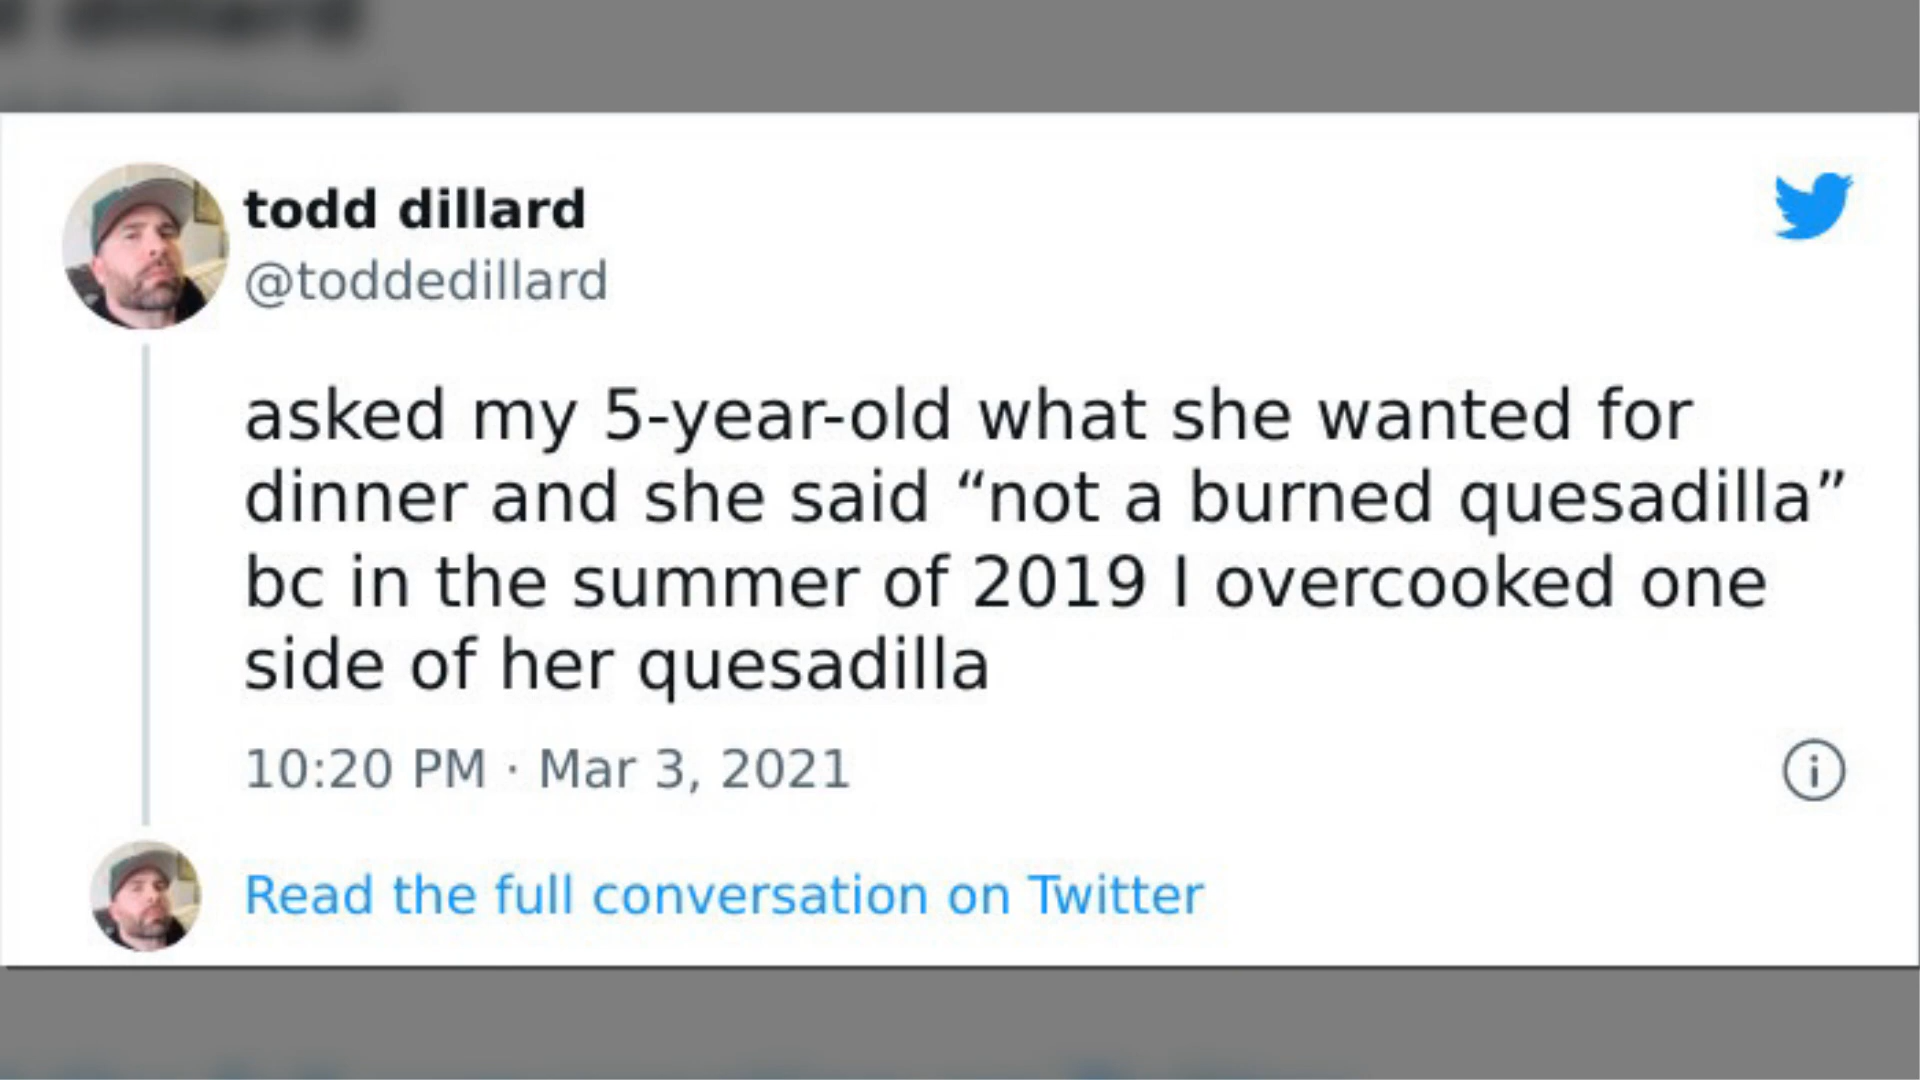 todd dillard
@toddedillard
asked my 5-year-old what she wanted for
dinner and she said “not a burned quesadilla”
bc in the summer of 2019 I overcooked one
side of her quesadilla
10:20 PM · Mar 3, 2021
Read the full conversation on Twitter